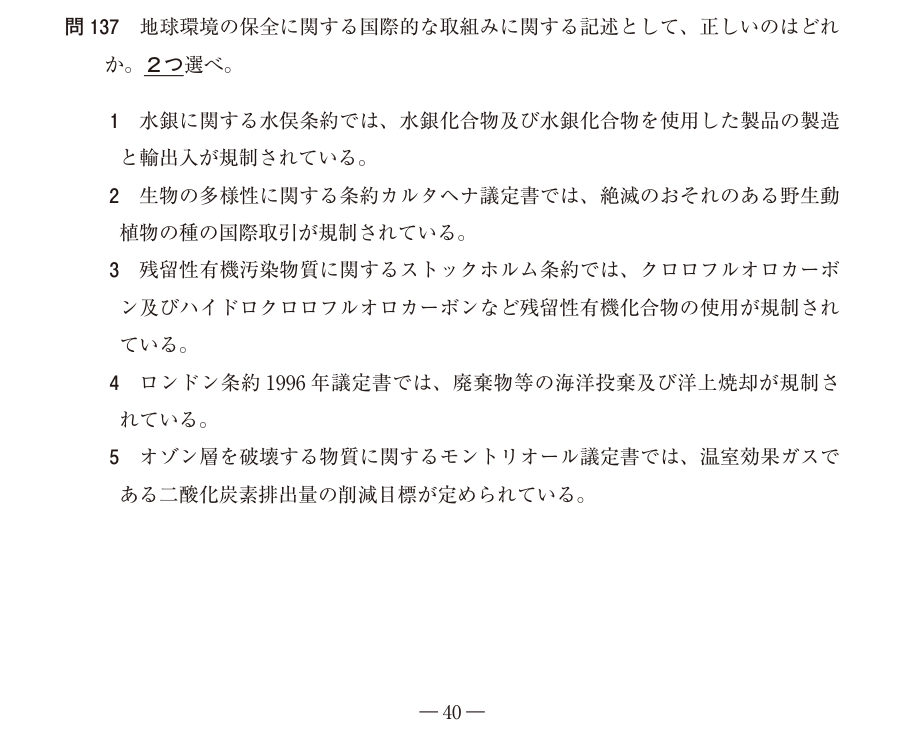 問 137　地球環境の保全に関する国際的な取組みに関する記述として、正しいのはどれ
か。２つ選べ。
1　水銀に関する水俣条約では、水銀化合物及び水銀化合物を使用した製品の製造
と輸出入が規制されている。
2　生物の多様性に関する条約カルタヘナ議定書では、絶滅のおそれのある野生動
植物の種の国際取引が規制されている。
3　残留性有機汚染物質に関するストックホルム条約では、クロロフルオロカーボ
ン及びハイドロクロロフルオロカーボンなど残留性有機化合物の使用が規制され
ている。
4　ロンドン条約 1996 年議定書では、廃棄物等の海洋投棄及び洋上焼却が規制さ
れている。
5　オゾン層を破壊する物質に関するモントリオール議定書では、温室効果ガスで
ある二酸化炭素排出量の削減目標が定められている。
― 40 ―